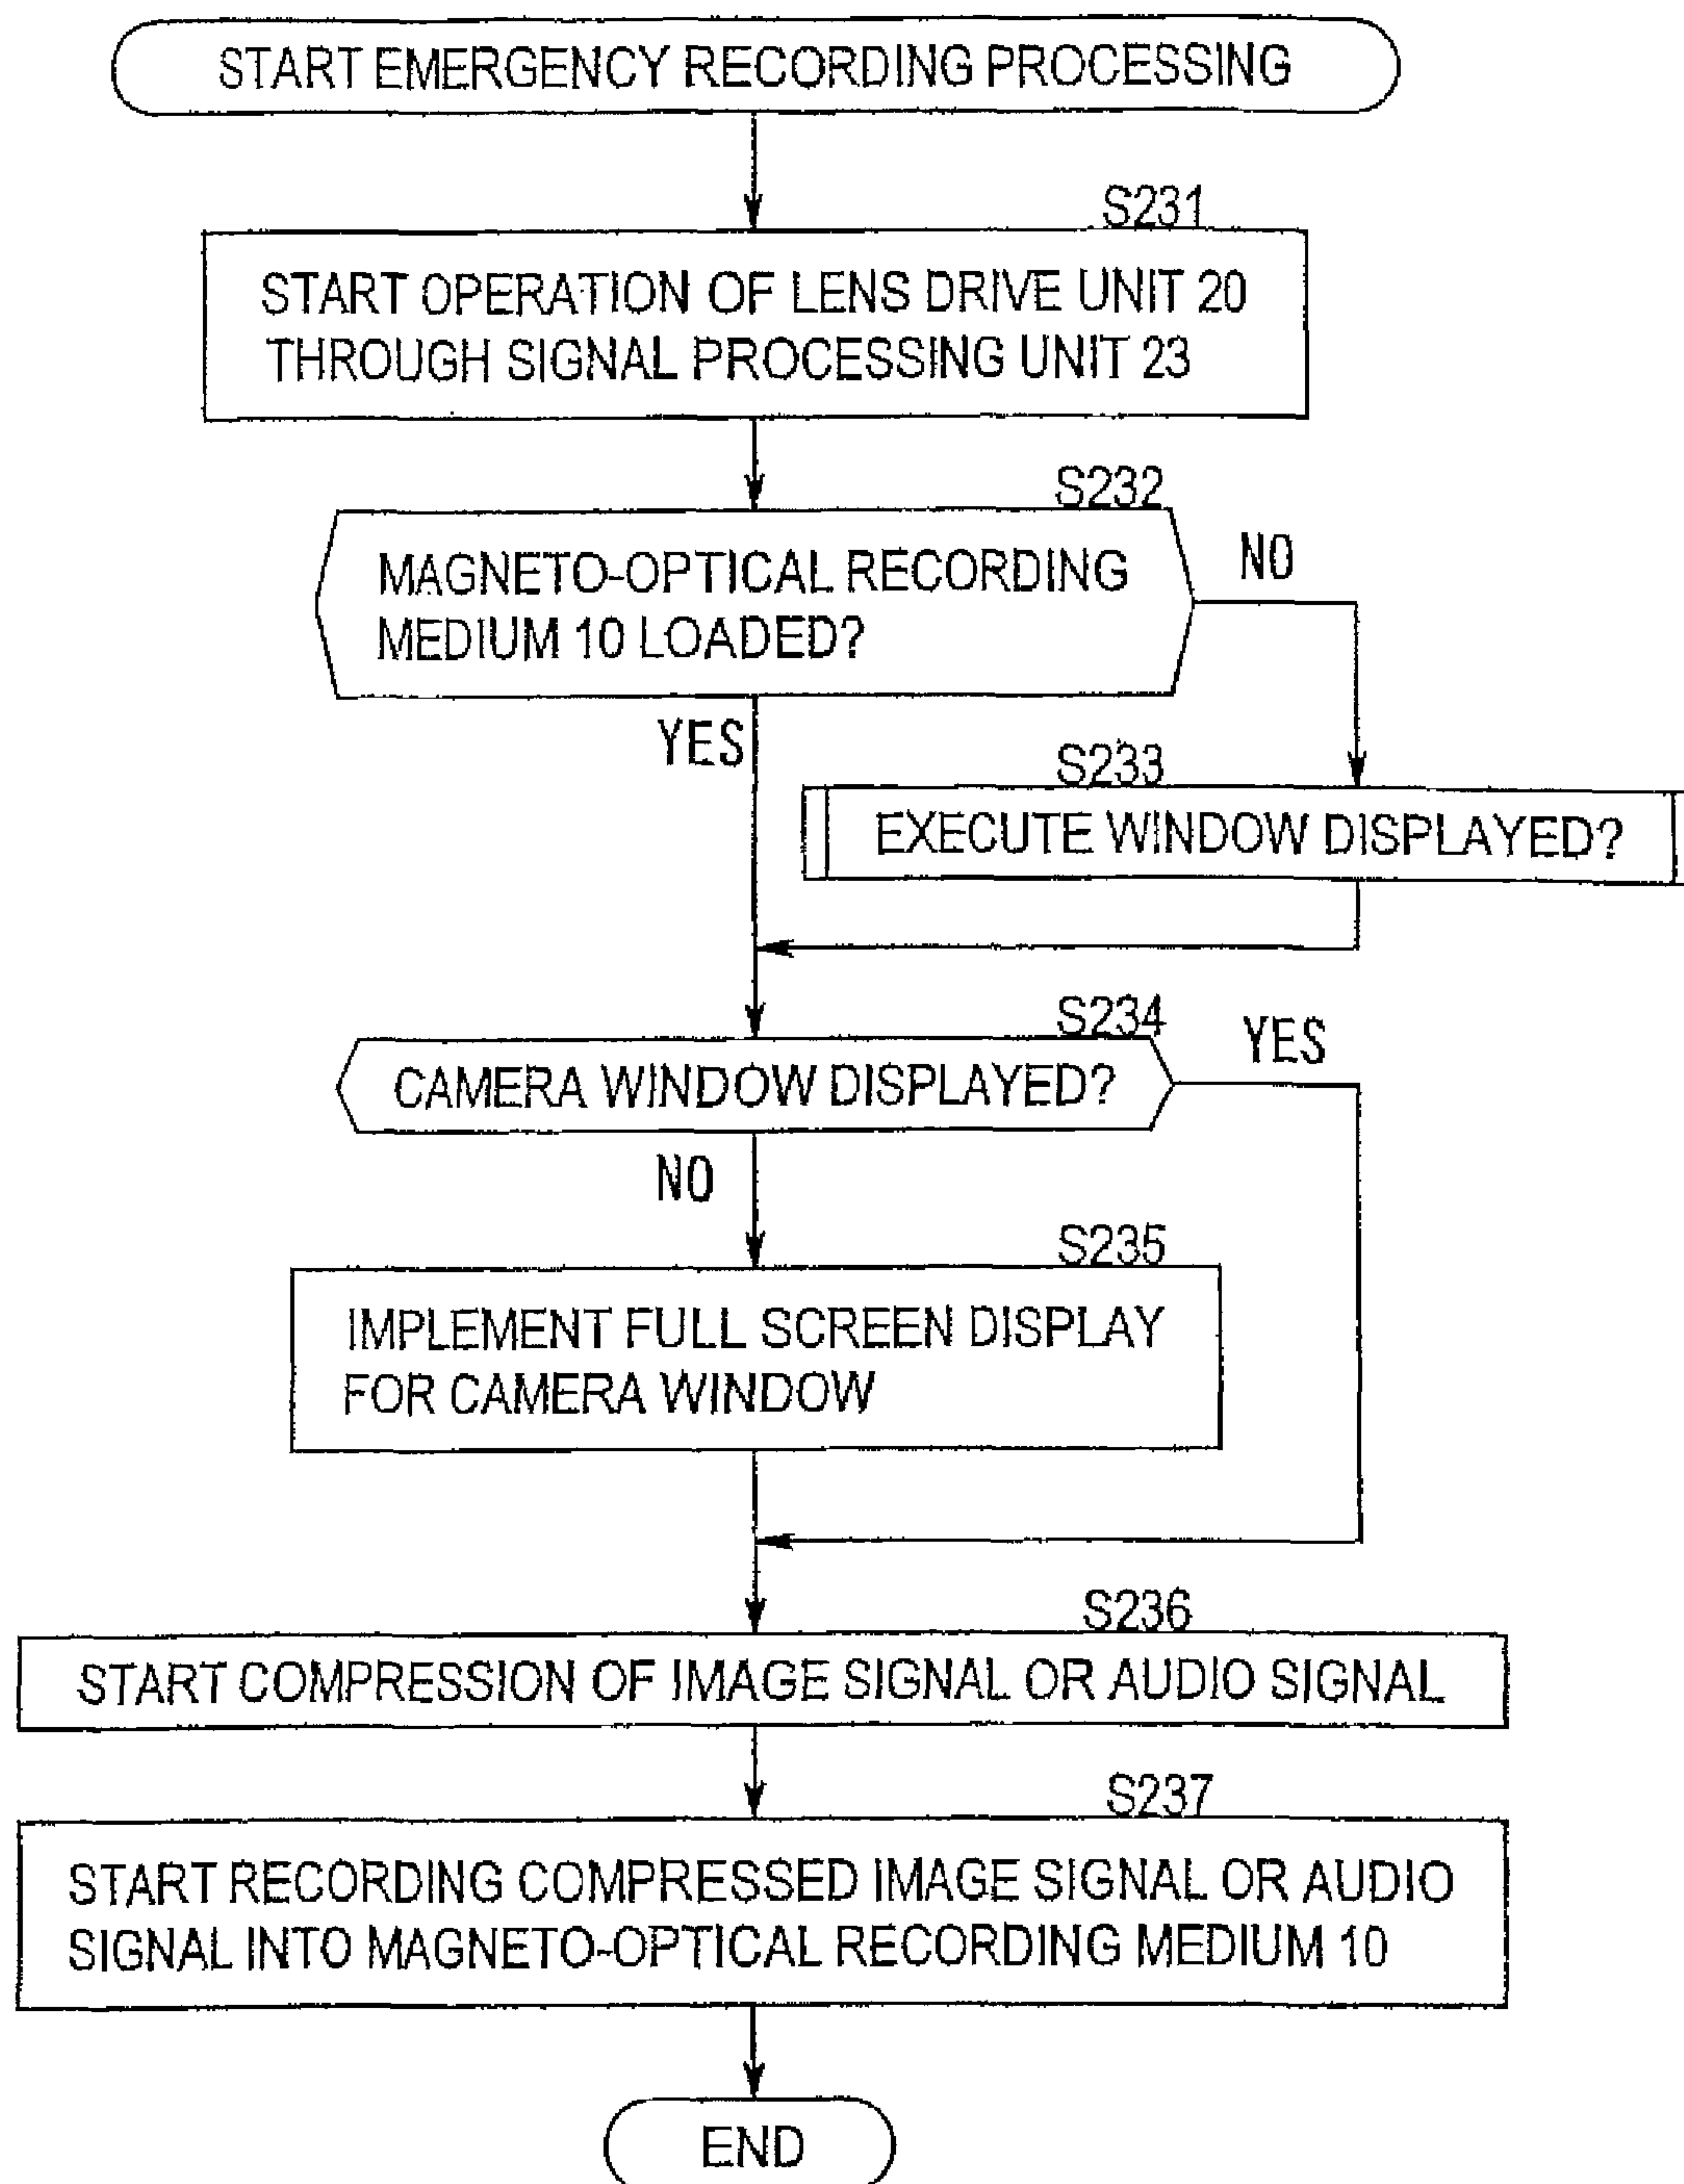 START EMERGENCY RECORDING PROCESSING
S231
START OPERATION OF LENS DRIVE UNIT 20
THROUGH SIGNAL PROCESSING UNIT 23
S232
MAGNETO-OPTICAL RECORDING
MEDIUM 10 LOADED?
NO
YES
S233
EXECUTE WINDOW DISPLAYED?
S234
CAMERA WINDOW DISPLAYED?
YES
NO
S235
IMPLEMENT FULL SCREEN DISPLAY
FOR CAMERA WINDOW
S236
START COMPRESSION OF IMAGE SIGNAL OR AUDIO SIGNAL
S237
START RECORDING COMPRESSED IMAGE SIGNAL OR AUDIO
SIGNAL INTO MAGNETO-OPTICAL RECORDING MEDIUM 10
END